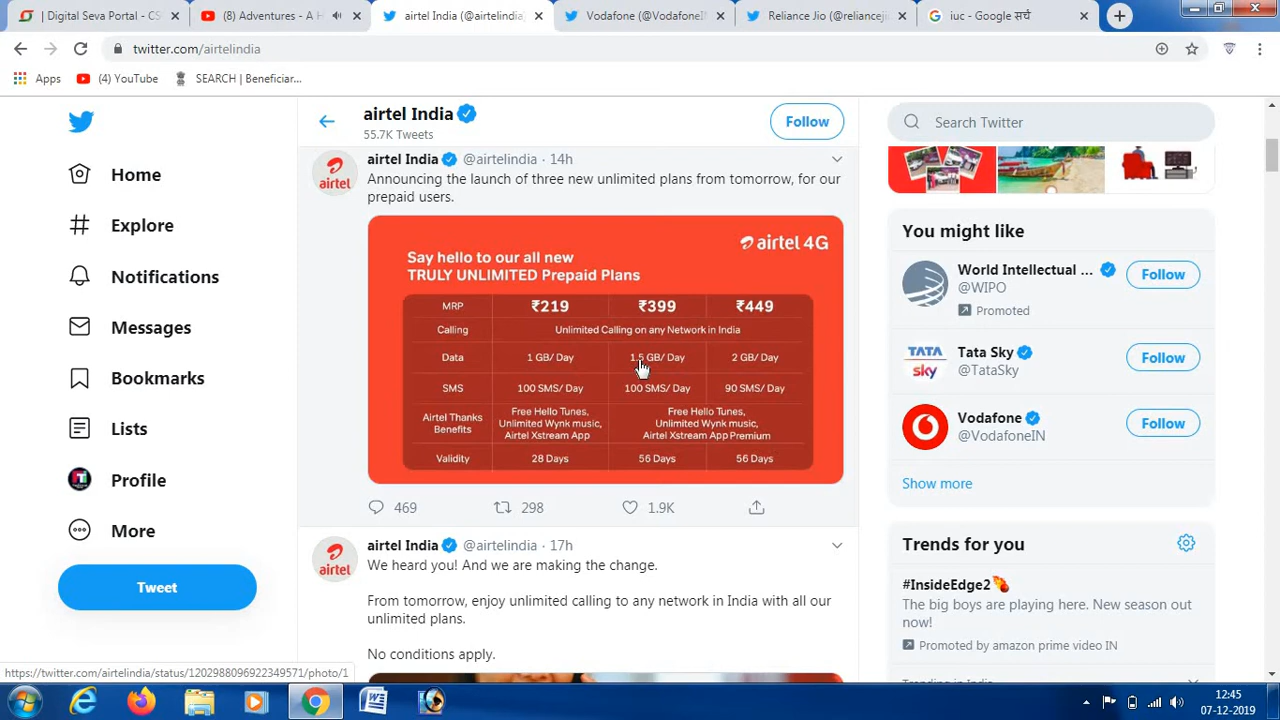 | Digital Seva Portal - CS
(8) Adventures - A H
airtel India (@airtelindia
Vodafone (@VodafoneI
Reliance Jio (@reliancejio
iuc - Google सर्च
twitter.com/airtelindia
Apps
(4) YouTube
SEARCH | Beneficiar...
airtel India
55.7K Tweets
Follow
Search Twitter
Home
Explore
Notifications
Messages
Bookmarks
Lists
Profile
More
Tweet
airtel
airtel India @airtelindia · 14h
Announcing the launch of three new unlimited plans from tomorrow, for our
prepaid users.
airtel 4G
Say hello to our all new
TRULY UNLIMITED Prepaid Plans
MRP ₹219 ₹399 ₹449
Calling Unlimited Calling on any Network in India
Data 1 GB/ Day 1.5 GB/ Day 2 GB/ Day
SMS 100 SMS/ Day 100 SMS/ Day 90 SMS/ Day
Airtel Thanks Benefits
Free Hello Tunes,
Unlimited Wynk music,
Airtel Xstream App
Free Hello Tunes,
Unlimited Wynk music,
Airtel Xstream App Premium
Validity 28 Days 56 Days 56 Days
469 298 1.9K
airtel
airtel India @airtelindia · 17h
We heard you! And we are making the change.
From tomorrow, enjoy unlimited calling to any network in India with all our
unlimited plans.
No conditions apply.
You might like
World Intellectual ...
@WIPO
Promoted
Follow
TATA sky
Tata Sky
@TataSky
Follow
Vodafone
@VodafoneIN
Follow
Show more
Trends for you
#InsideEdge2
The big boys are playing here. New season out
now!
Promoted by amazon prime video IN
Trending in India
https://twitter.com/airtelindia/status/1202988096922349571/photo/1
12:45
07-12-2019